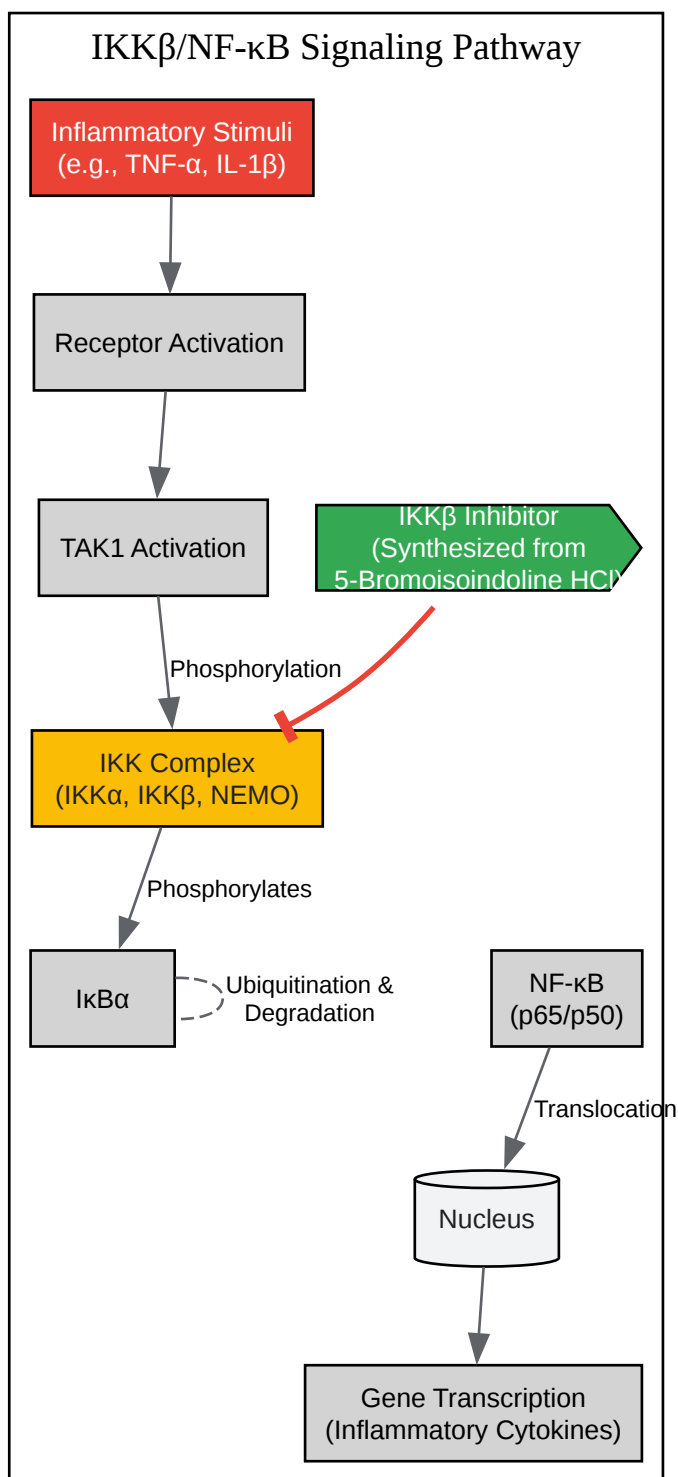 IKKβ/NF-κB Signaling Pathway
Inflammatory Stimuli
(e.g., TNF-α, IL-1β)
Receptor Activation
TAK1 Activation
IKKβ Inhibitor
(Synthesized from
5-Bromoisoindoline HCl)
Phosphorylation
IKK Complex
(IKKα, IKKβ, NEMO)
Phosphorylates
IκBα
Ubiquitination &
Degradation
NF-κB
(p65/p50)
Translocation
Nucleus
Gene Transcription
(Inflammatory Cytokines)